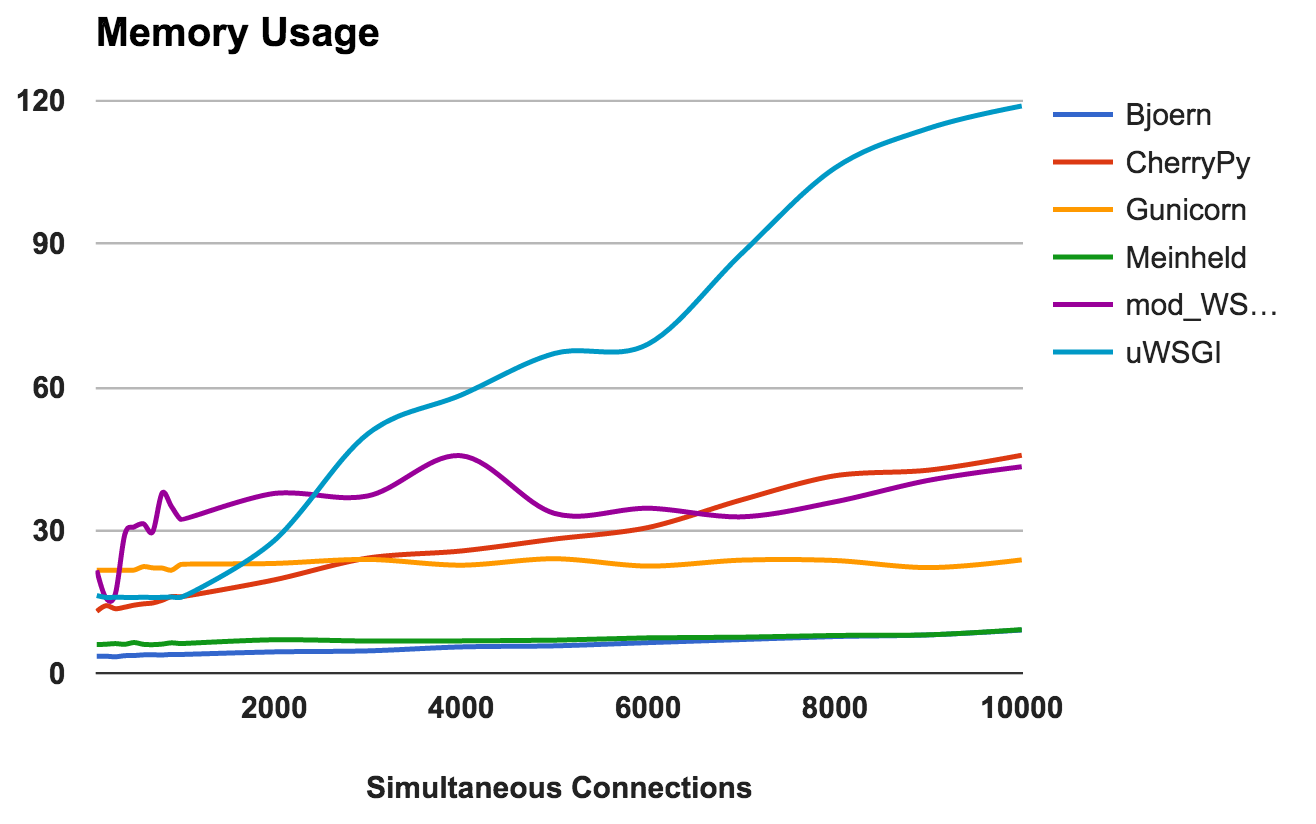 Memory Usage
120
90
60
30
0
2000 4000 6000 8000 10000
Simultaneous Connections
Bjoern
CherryPy
Gunicorn
Meinheld
mod_WS…
uWSGI